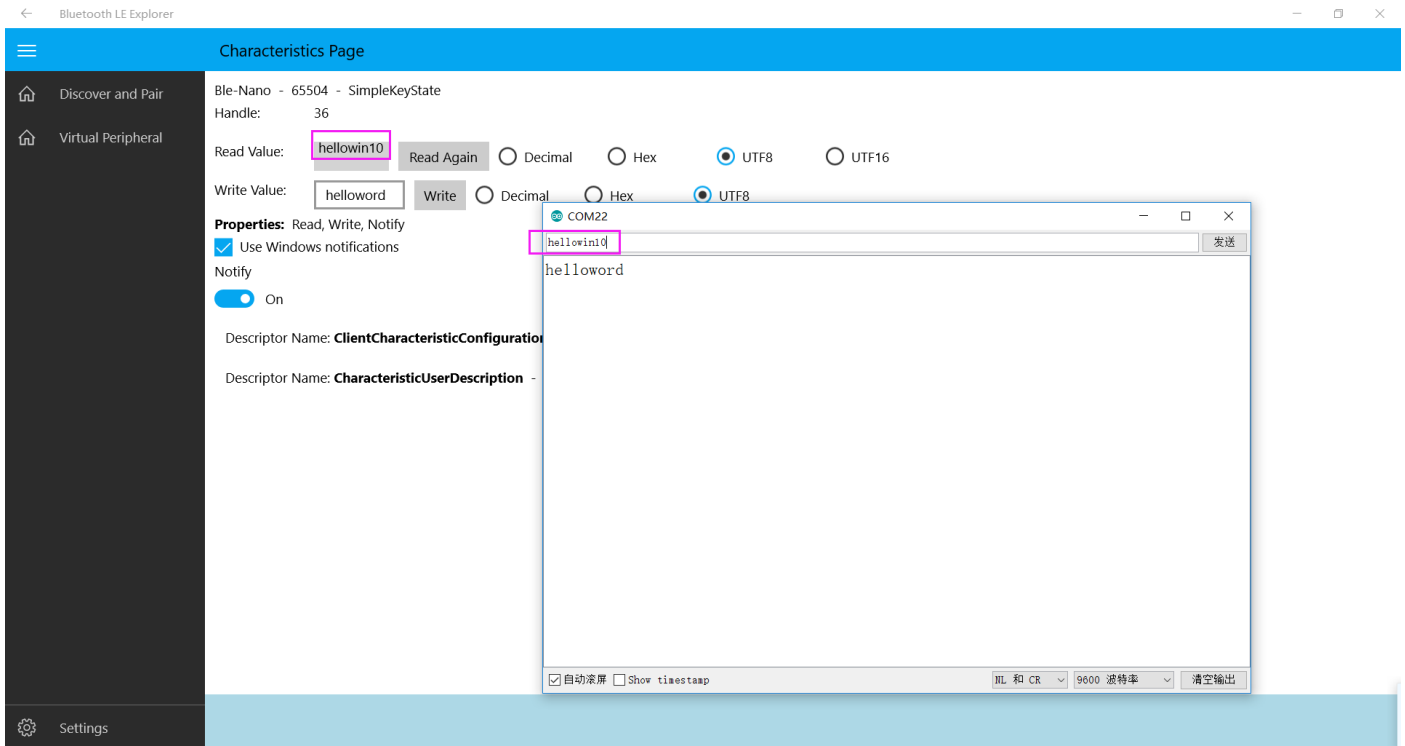 Bluetooth LE Explorer
Characteristics Page
Discover and Pair
Virtual Peripheral
Settings
Ble-Nano - 65504 - SimpleKeyState
Handle: 36
Read Value: hellowin10 Read Again Decimal Hex UTF8 UTF16
Write Value: helloword Write Decimal Hex UTF8
Properties: Read, Write, Notify
Use Windows notifications
Notify
On
Descriptor Name: ClientCharacteristicConfiguration
Descriptor Name: CharacteristicUserDescription -
COM22
hellowin10 发送
helloword
自动滚屏 Show timestamp NL 和 CR 9600 波特率 清空输出